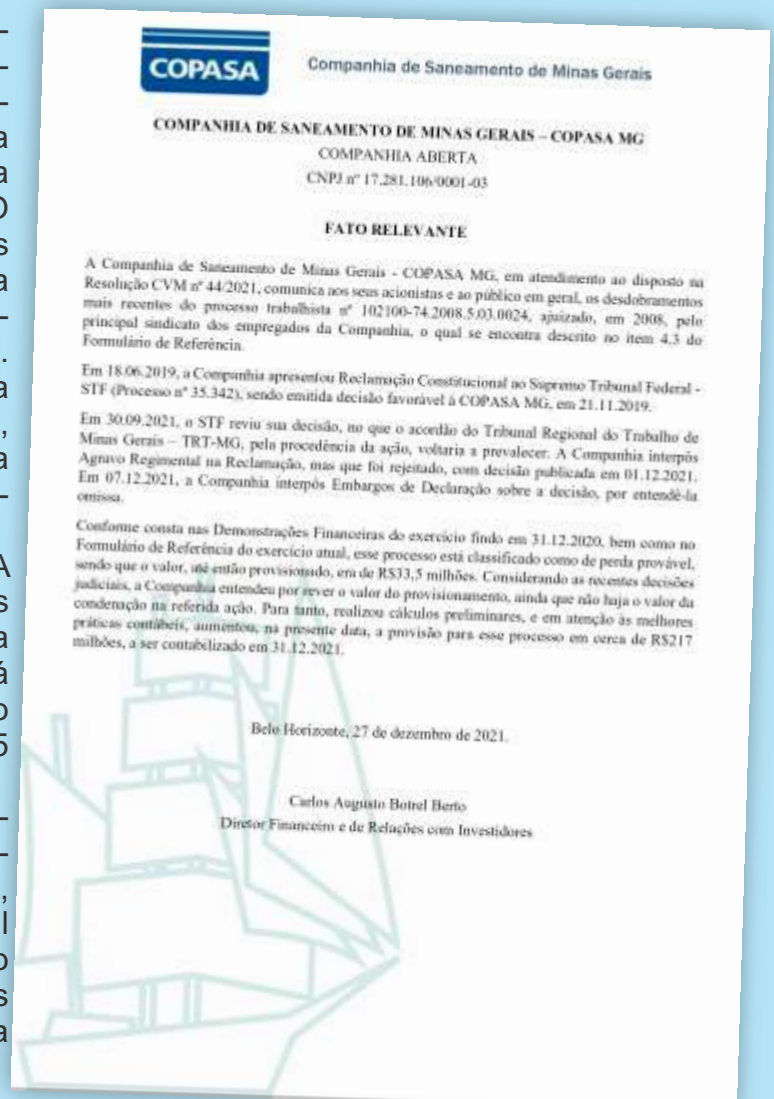 COPASA
Companhia de Saneamento de Minas Gerais
COMPANHIA DE SANEAMENTO DE MINAS GERAIS – COPASA MG
COMPANHIA ABERTA
CNPJ nº 17.281.106/0001-03
FATO RELEVANTE
A Companhia de Saneamento de Minas Gerais - COPASA MG, em atendimento ao disposto na
Resolução CVM nº 44/2021, comunica aos seus acionistas e ao público em geral, os desdobramentos
mais recentes do processo trabalhista nº 102100-74.2008.5.03.0024, ajuizado, em 2008, pelo
principal sindicato dos empregados da Companhia, o qual se encontra descrito no item 4.3 do
Formulário de Referência.
Em 18.06.2019, a Companhia apresentou Reclamação Constitucional ao Supremo Tribunal Federal -
STF (Processo nº 35.342), sendo emitida decisão favorável à COPASA MG, em 21.11.2019.
Em 30.09.2021, o STF reviu sua decisão, no que o acordão do Tribunal Regional do Trabalho de
Minas Gerais – TRT-MG, pela procedência da ação, voltaria a prevalecer. A Companhia interpôs
Agravo Regimental na Reclamação, mas que foi rejeitado, com decisão publicada em 01.12.2021.
Em 07.12.2021, a Companhia interpôs Embargos de Declaração sobre a decisão, por entendê-la
omissa.
Conforme consta nas Demonstrações Financeiras do exercício findo em 31.12.2020, bem como no
Formulário de Referência do exercício atual, esse processo está classificado como de perda provável,
sendo que o valor, até então provisionado, era de R$33,5 milhões. Considerando as recentes decisões
judiciais, a Companhia entendeu por rever o valor do provisionamento, ainda que não haja o valor da
condenação na referida ação. Para tanto, realizou cálculos preliminares, e em atenção às melhores
práticas contábeis, aumentou, na presente data, a provisão para esse processo em cerca de R$217
milhões, a ser contabilizado em 31.12.2021.
Belo Horizonte, 27 de dezembro de 2021.
Carlos Augusto Botrel Berto
Diretor Financeiro e de Relações com Investidores